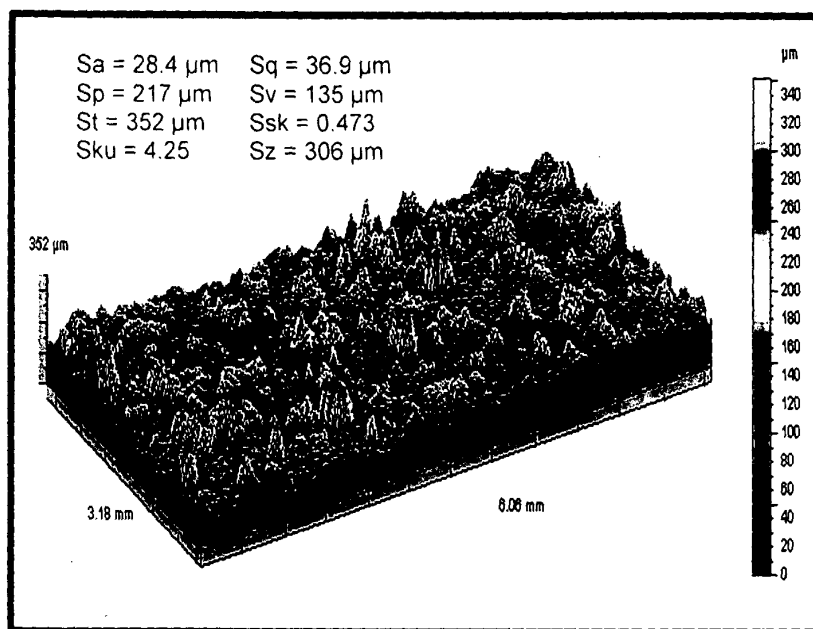 Sa = 28.4 µm Sq = 36.9 µm
Sp = 217 µm Sv = 135 µm
St = 352 µm Ssk = 0.473
Sku = 4.25 Sz = 306 µm
352 µm
3.18 mm
6.06 mm
µm
340
320
300
280
260
240
220
200
180
160
140
120
100
80
60
40
20
0